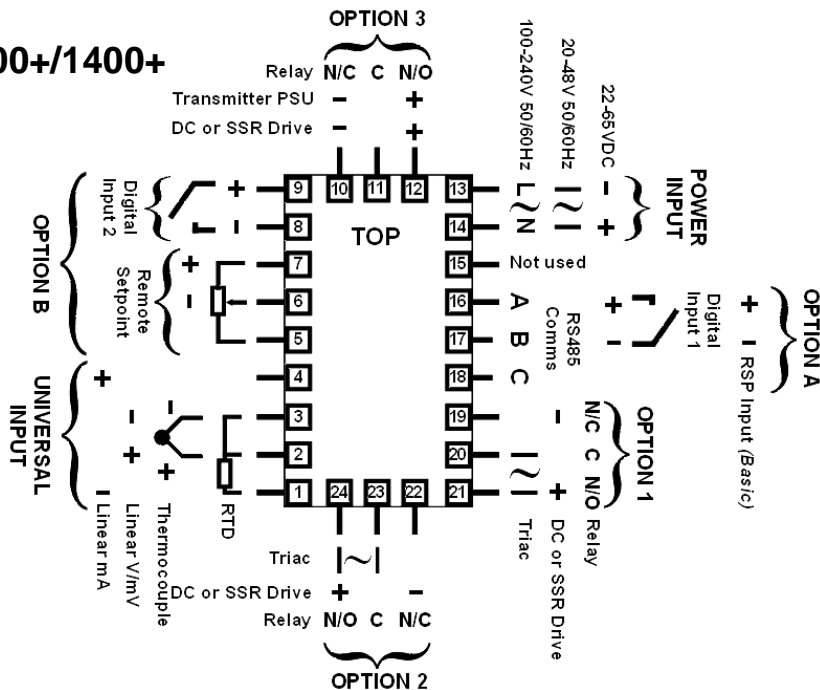 OPTION 3
00+/1400+
Relay N/C C N/O
Transmitter PSU - +
DC or SSR Drive - +
100-240V 50/60Hz L ~ N
20-48V 50/60Hz ~
22-65VDC - +
POWER INPUT
9
10
11
12
13
8
14
TOP
7
15
Not used
6
16
A
5
17
B
4
18
C
3
19
2
20
1
24
23
22
21
Digital Input 2
+ -
OPTION B
Remote Setpoint
+ -
RS485 Comms
Digital Input 1
+ -
+ - RSP Input (Basic)
OPTION A
UNIVERSAL INPUT
+ - Linear mA
- + Linear V/mV
- + Thermocouple
RTD
OPTION 1
N/C C N/O Relay
- + DC or SSR Drive
~ Triac
Triac ~
DC or SSR Drive + -
Relay N/O C N/C
OPTION 2